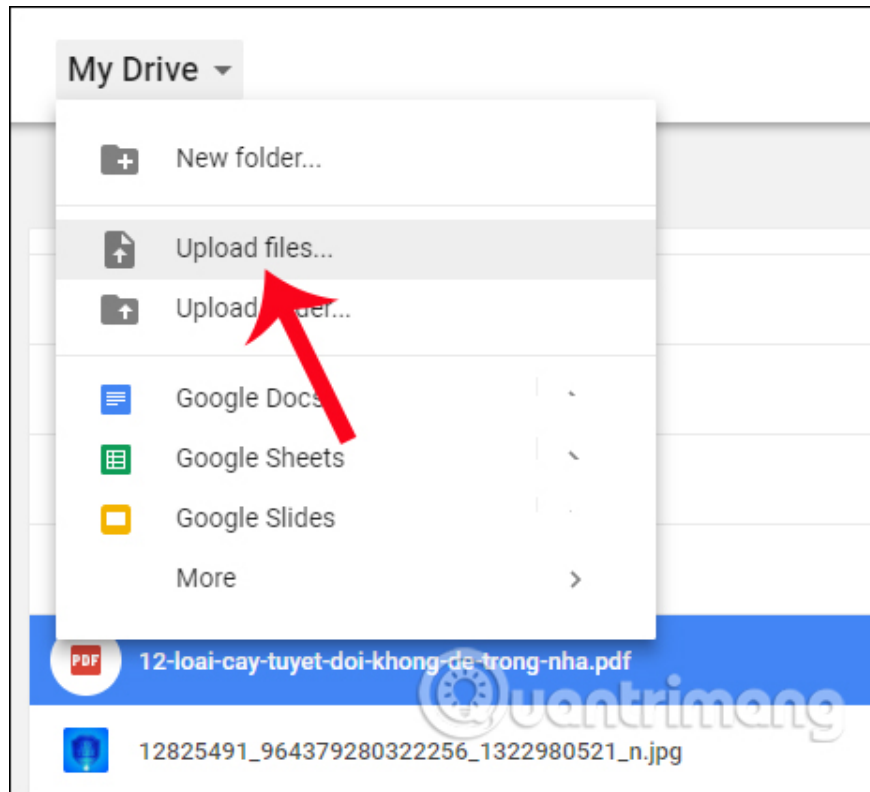 My Drive
New folder...
Upload files...
Upload
Google Docs
Google Sheets
Google Slides
More
PDF
12-loai-cay-tuyet-doi-khong-de-trong-nha.pdf
Quantrimang
12825491_964379280322256_1322980521_n.jpg